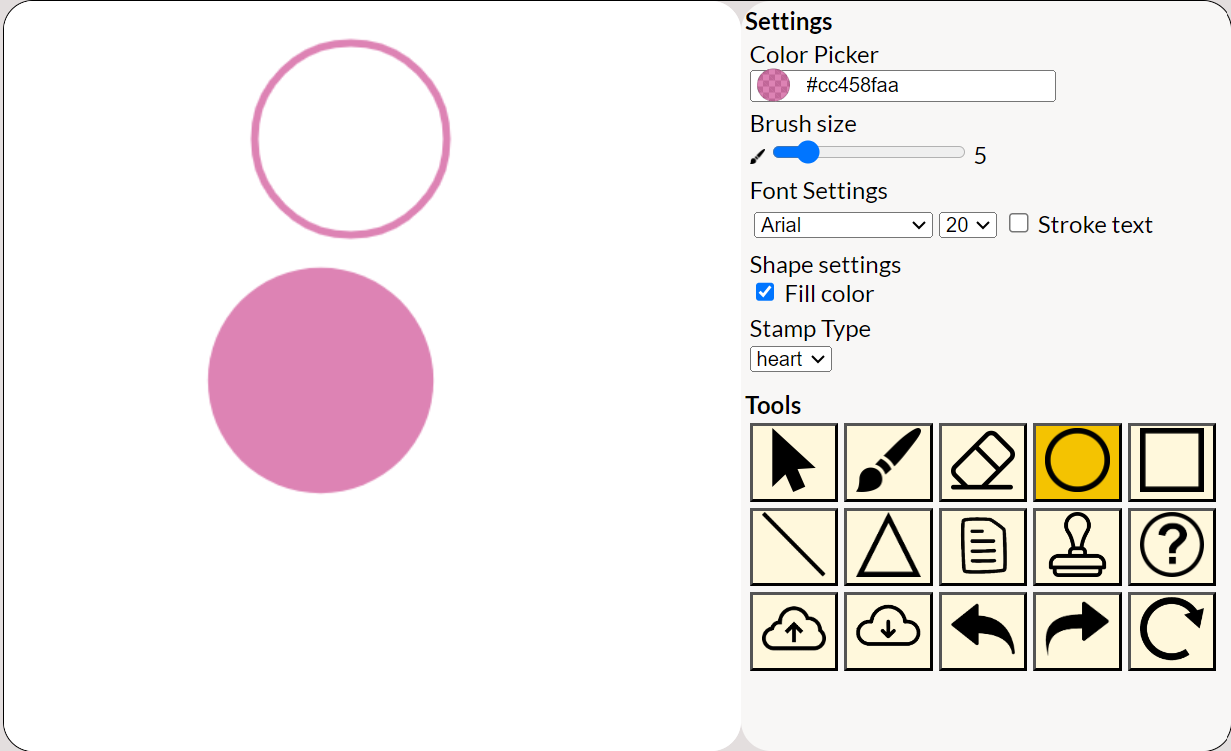 Settings
Color Picker
#cc458faa
Brush size
5
Font Settings
Arial 20 Stroke text
Shape settings
Fill color
Stamp Type
heart
Tools
?